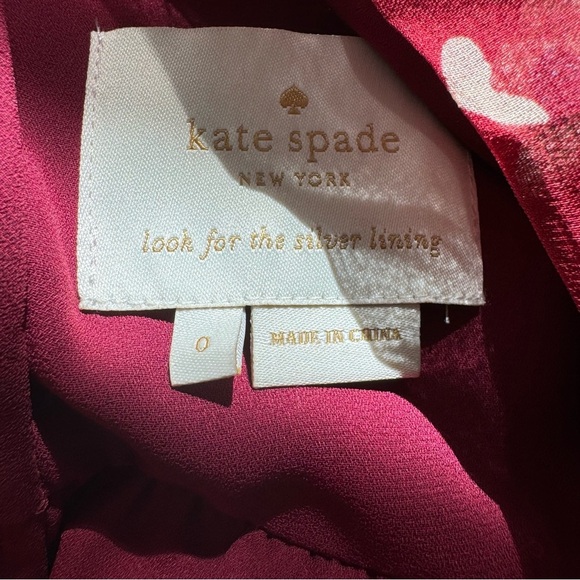 kate spade
NEW YORK
look for the silver lining
0
MADE IN CHINA